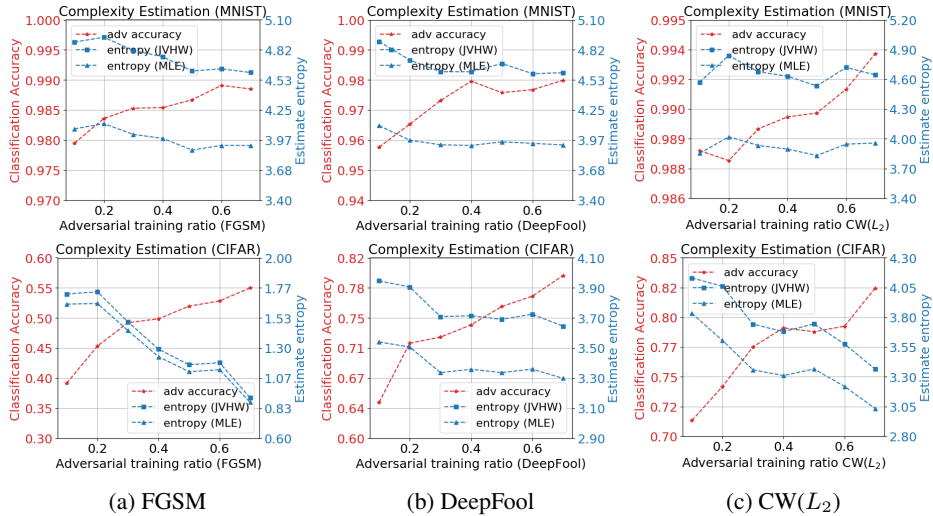 Complexity Estimation (MNIST)
1.000
0.995
0.990
0.985
0.980
0.975
0.970
Classification Accuracy
adv accuracy
entropy (JVHW)
entropy (MLE)
5.10
4.82
4.53
4.25
3.97
3.68
3.40
Estimate entropy
0.2
0.4
0.6
Adversarial training ratio (FGSM)
Complexity Estimation (MNIST)
1.00
0.99
0.98
0.97
0.96
0.95
0.94
Classification Accuracy
adv accuracy
entropy (JVHW)
entropy (MLE)
5.10
4.82
4.53
4.25
3.97
3.68
3.40
Estimate entropy
0.2
0.4
0.6
Adversarial training ratio (DeepFool)
Complexity Estimation (MNIST)
0.995
0.994
0.992
0.990
0.989
0.988
0.986
Classification Accuracy
adv accuracy
entropy (JVHW)
entropy (MLE)
5.20
4.90
4.60
4.30
4.00
3.70
3.40
Estimate entropy
0.2
0.4
0.6
Adversarial training ratio CW(L₂)
Complexity Estimation (CIFAR)
0.60
0.55
0.50
0.45
0.40
0.35
0.30
Classification Accuracy
adv accuracy
entropy (JVHW)
entropy (MLE)
2.00
1.77
1.53
1.30
1.07
0.83
0.60
Estimate entropy
0.2
0.4
0.6
Adversarial training ratio (FGSM)
Complexity Estimation (CIFAR)
0.82
0.78
0.75
0.71
0.67
0.64
0.60
Classification Accuracy
adv accuracy
entropy (JVHW)
entropy (MLE)
4.10
3.90
3.70
3.50
3.30
3.10
2.90
Estimate entropy
0.2
0.4
0.6
Adversarial training ratio (DeepFool)
Complexity Estimation (CIFAR)
0.85
0.82
0.80
0.77
0.75
0.72
0.70
Classification Accuracy
adv accuracy
entropy (JVHW)
entropy (MLE)
4.30
4.05
3.80
3.55
3.30
3.05
2.80
Estimate entropy
0.2
0.4
0.6
Adversarial training ratio CW(L₂)
(a) FGSM
(b) DeepFool
(c) CW(L₂)